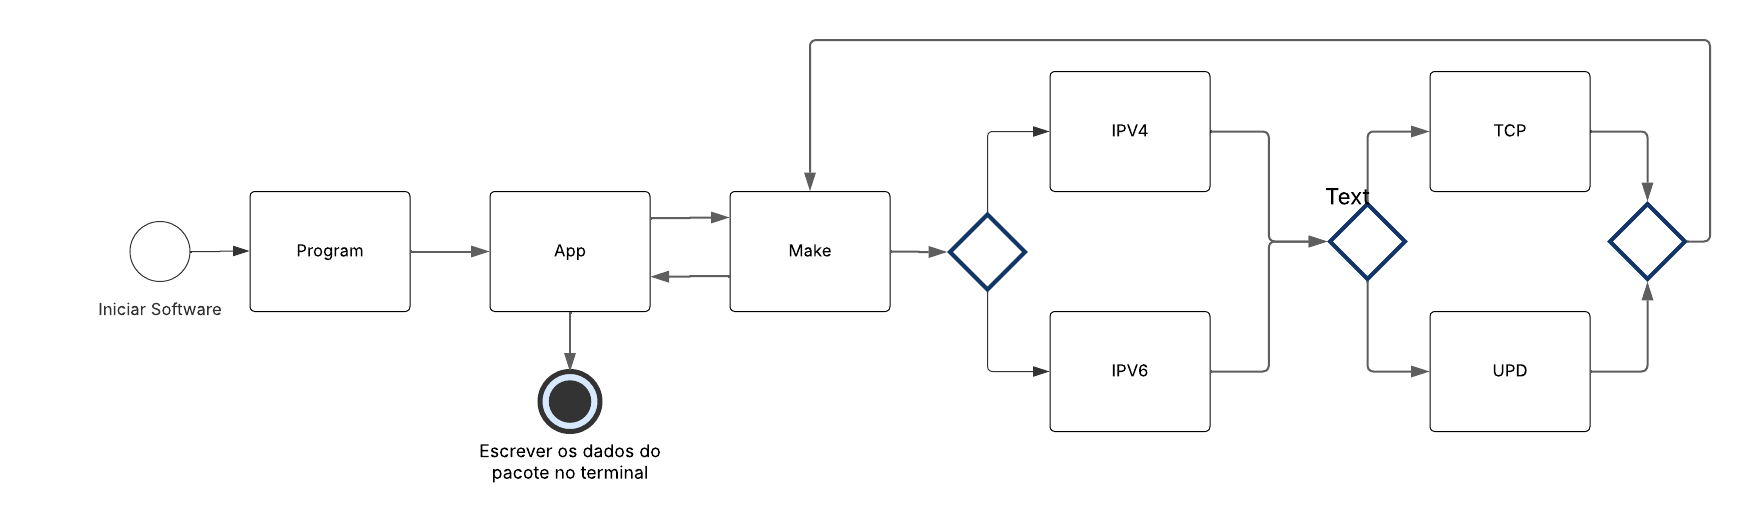 Iniciar Software
Program
App
Escrever os dados do
pacote no terminal
Make
IPV4
IPV6
Text
TCP
UPD